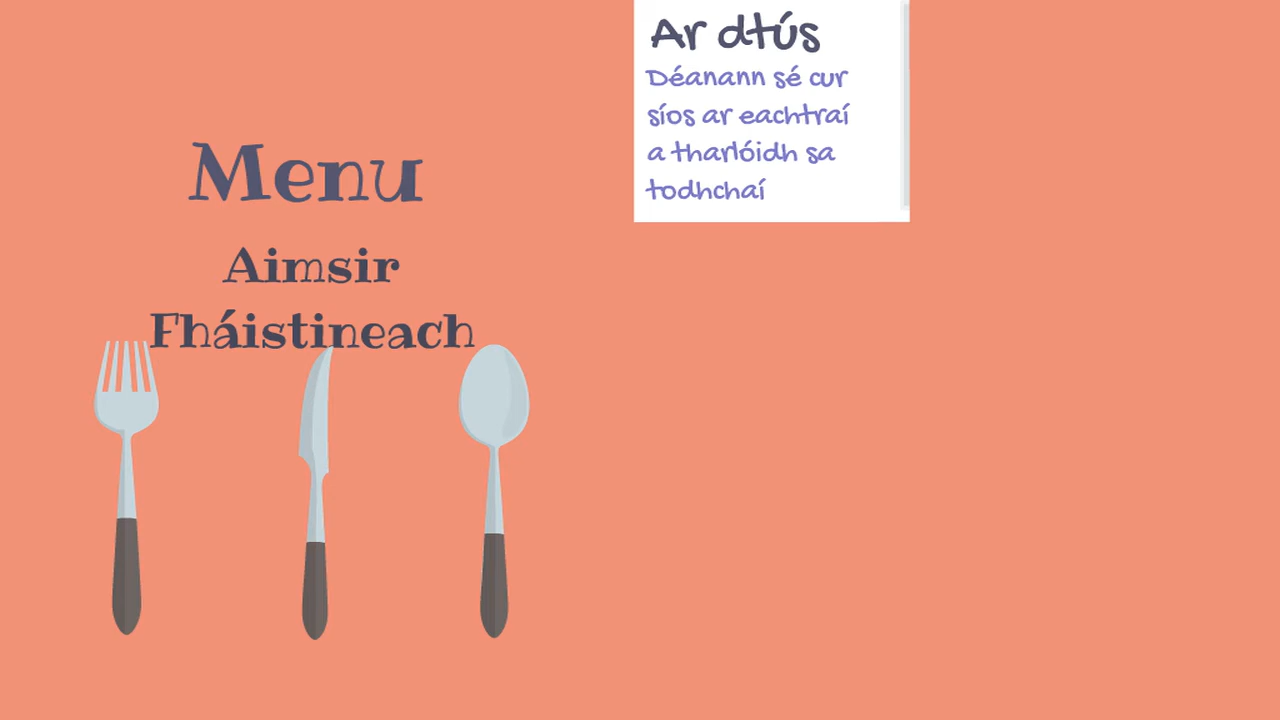 Menu
Aimsir
Fháistineach
Ar dtús
Déanann sé cur
síos ar eachtraí
a tharlóidh sa
todhchaí